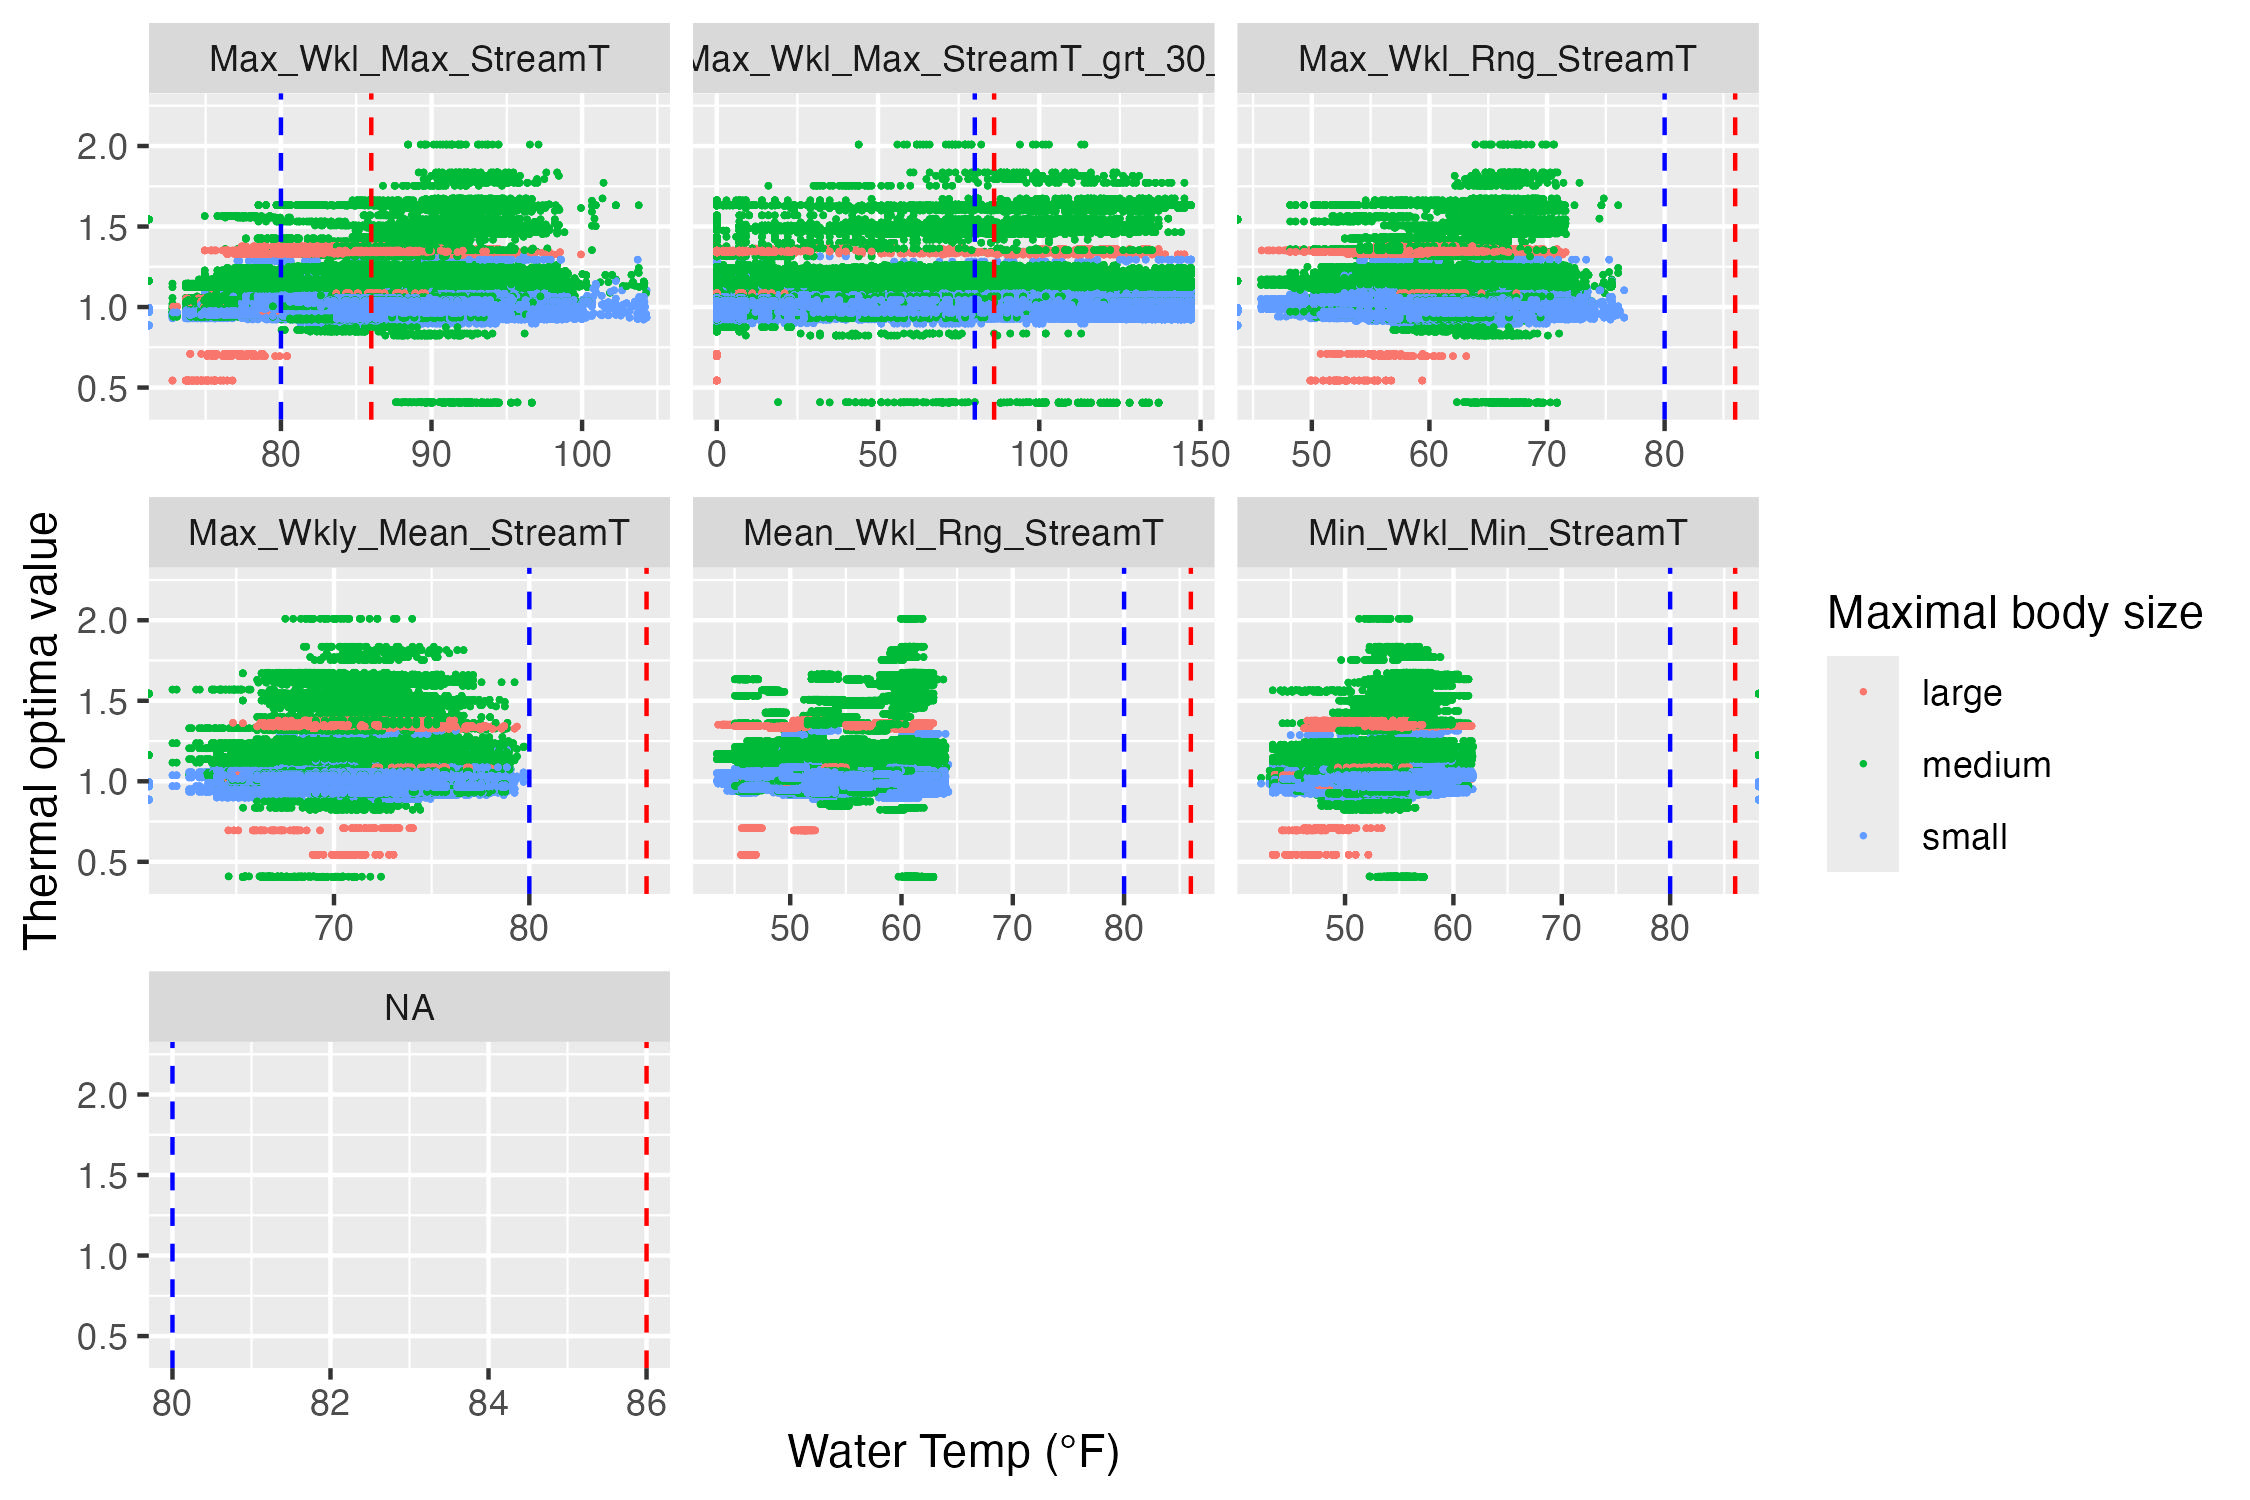 Max_Wkl_Max_StreamT
Max_Wkl_Max_StreamT_grt_30_
Max_Wkl_Rng_StreamT
2.0
1.5
1.0
0.5
80 90 100
0 50 100 150
50 60 70 80
Max_Wkly_Mean_StreamT
Mean_Wkl_Rng_StreamT
Min_Wkl_Min_StreamT
2.0
1.5
1.0
0.5
70 80
50 60 70 80
50 60 70 80
NA
2.0
1.5
1.0
0.5
80 82 84 86
Water Temp (°F)
Thermal optima value
Maximal body size
large
medium
small